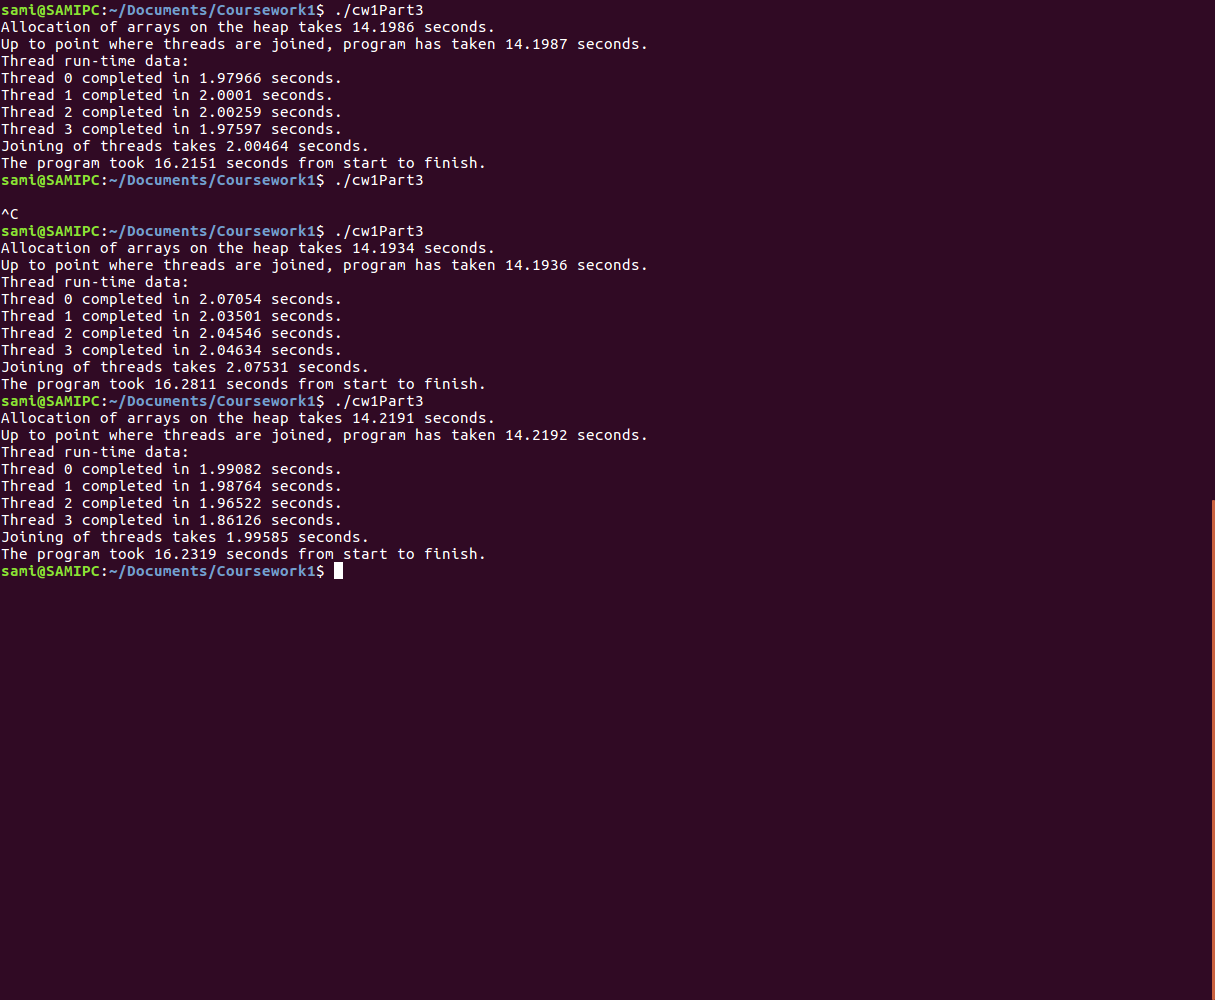 sami@SAMIPC:~/Documents/Coursework1$ ./cw1Part3
Allocation of arrays on the heap takes 14.1986 seconds.
Up to point where threads are joined, program has taken 14.1987 seconds.
Thread run-time data:
Thread 0 completed in 1.97966 seconds.
Thread 1 completed in 2.0001 seconds.
Thread 2 completed in 2.00259 seconds.
Thread 3 completed in 1.97597 seconds.
Joining of threads takes 2.00464 seconds.
The program took 16.2151 seconds from start to finish.
sami@SAMIPC:~/Documents/Coursework1$ ./cw1Part3
^C
sami@SAMIPC:~/Documents/Coursework1$ ./cw1Part3
Allocation of arrays on the heap takes 14.1934 seconds.
Up to point where threads are joined, program has taken 14.1936 seconds.
Thread run-time data:
Thread 0 completed in 2.07054 seconds.
Thread 1 completed in 2.03501 seconds.
Thread 2 completed in 2.04546 seconds.
Thread 3 completed in 2.04634 seconds.
Joining of threads takes 2.07531 seconds.
The program took 16.2811 seconds from start to finish.
sami@SAMIPC:~/Documents/Coursework1$ ./cw1Part3
Allocation of arrays on the heap takes 14.2191 seconds.
Up to point where threads are joined, program has taken 14.2192 seconds.
Thread run-time data:
Thread 0 completed in 1.99082 seconds.
Thread 1 completed in 1.98764 seconds.
Thread 2 completed in 1.96522 seconds.
Thread 3 completed in 1.86126 seconds.
Joining of threads takes 1.99585 seconds.
The program took 16.2319 seconds from start to finish.
sami@SAMIPC:~/Documents/Coursework1$